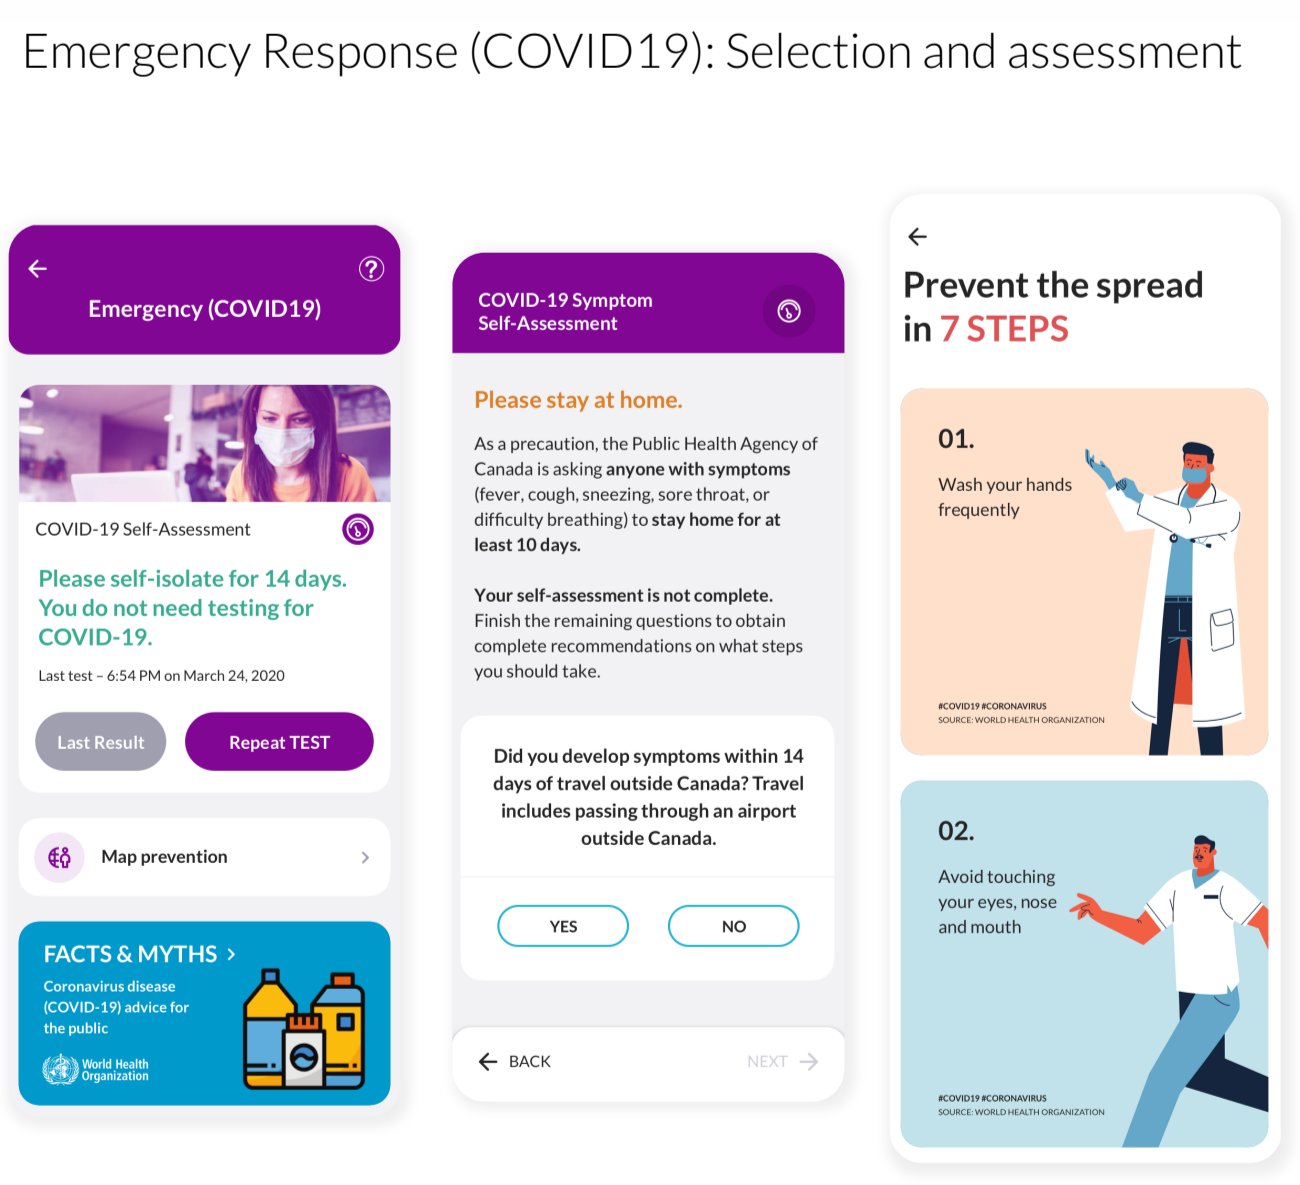 Emergency Response (COVID19): Selection and assessment
?
Emergency (COVID19)
COVID-19 Self-Assessment
Please self-isolate for 14 days.
You do not need testing for
COVID-19.
Last test – 6:54 PM on March 24, 2020
Last Result
Repeat TEST
Map prevention
FACTS & MYTHS
Coronavirus disease
(COVID-19) advice for
the public
World Health
Organization
COVID-19 Symptom
Self-Assessment
Please stay at home.
As a precaution, the Public Health Agency of
Canada is asking anyone with symptoms
(fever, cough, sneezing, sore throat, or
difficulty breathing) to stay home for at
least 10 days.
Your self-assessment is not complete.
Finish the remaining questions to obtain
complete recommendations on what steps
you should take.
Did you develop symptoms within 14
days of travel outside Canada? Travel
includes passing through an airport
outside Canada.
YES
NO
BACK
NEXT
Prevent the spread
in 7 STEPS
01.
Wash your hands
frequently
#COVID19 #CORONAVIRUS
SOURCE: WORLD HEALTH ORGANIZATION
02.
Avoid touching
your eyes, nose
and mouth
#COVID19 #CORONAVIRUS
SOURCE: WORLD HEALTH ORGANIZATION